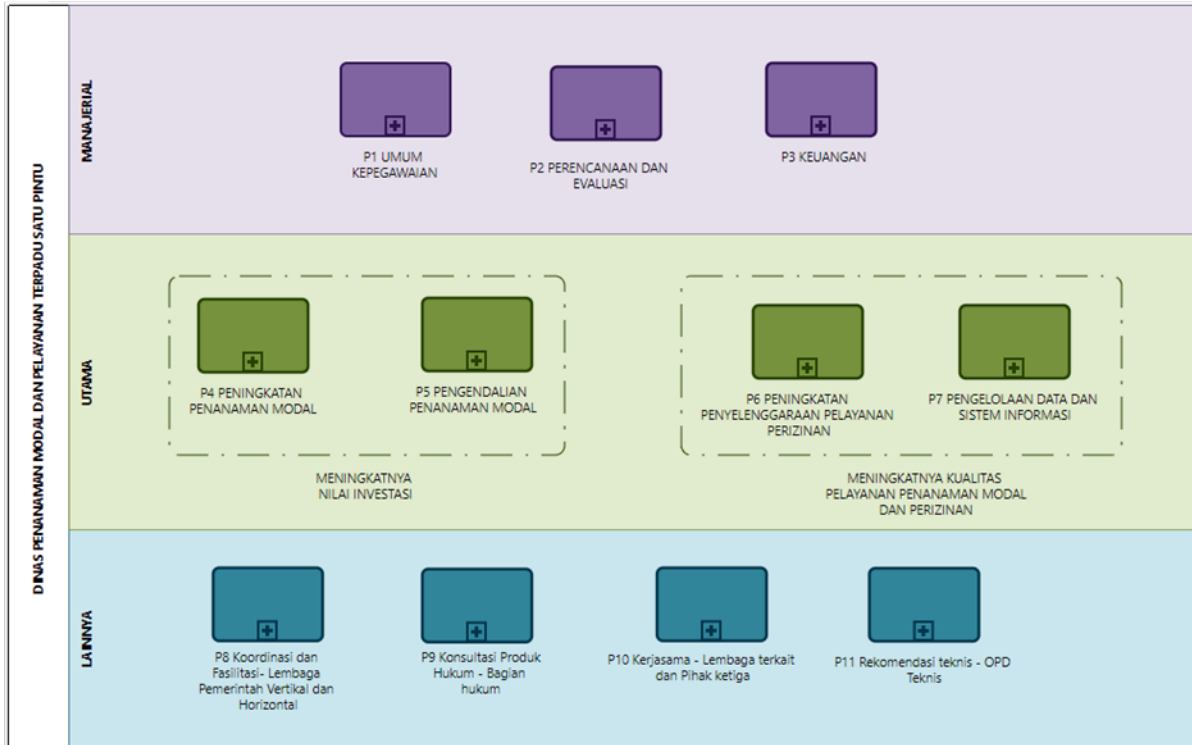 DINAS PENANAMAN MODAL DAN PELAYANAN TERPADU SATU PINTU
MANAJERIAL
P1 UMUM
KEPEGAWAIAN
P2 PERENCANAAN DAN
EVALUASI
P3 KEUANGAN
UTAMA
P4 PENINGKATAN
PENANAMAN MODAL
P5 PENGENDALIAN
PENANAMAN MODAL
MENINGKATNYA
NILAI INVESTASI
P6 PENINGKATAN
PENYELENGGARAAN PELAYANAN
PERIZINAN
P7 PENGELOLAAN DATA DAN
SISTEM INFORMASI
MENINGKATNYA KUALITAS
PELAYANAN PENANAMAN MODAL
DAN PERIZINAN
LAINNYA
P8 Koordinasi dan
Fasilitasi- Lembaga
Pemerintah Vertikal dan
Horizontal
P9 Konsultasi Produk
Hukum - Bagian
hukum
P10 Kerjasama - Lembaga terkait
dan Pihak ketiga
P11 Rekomendasi teknis - OPD
Teknis